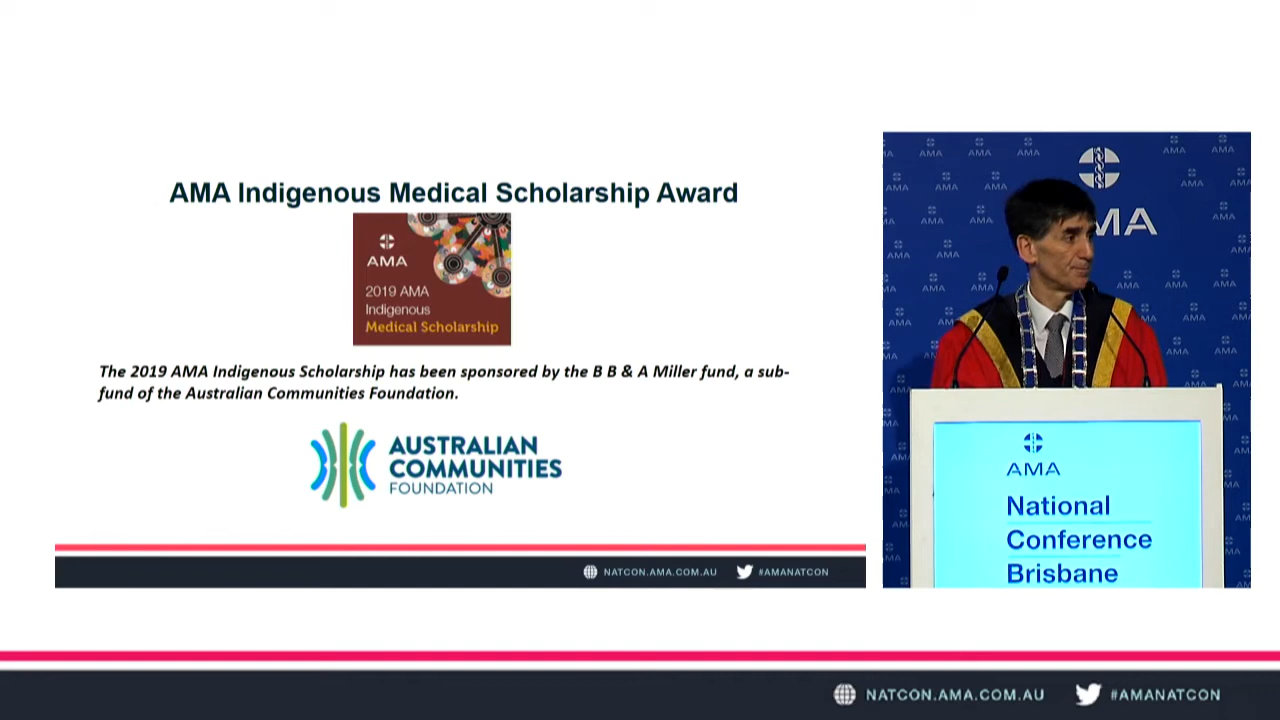 AMA Indigenous Medical Scholarship Award
AMA
2019 AMA
Indigenous
Medical Scholarship
The 2019 AMA Indigenous Scholarship has been sponsored by the B B & A Miller fund, a sub-
fund of the Australian Communities Foundation.
AUSTRALIAN
COMMUNITIES
FOUNDATION
NATCON.AMA.COM.AU #AMANATCON
AMA
AMA
National
Conference
Brisbane
NATCON.AMA.COM.AU #AMANATCON